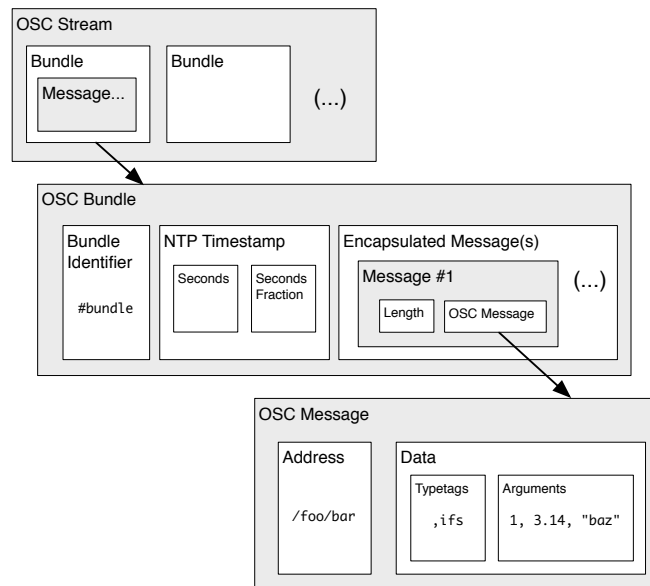 OSC Stream
Bundle
Message...
Bundle
(...)
OSC Bundle
Bundle
Identifier
#bundle
NTP Timestamp
Seconds
Seconds
Fraction
Encapsulated Message(s)
Message #1
Length
OSC Message
(...)
OSC Message
Address
/foo/bar
Data
Typetags
,ifs
Arguments
1, 3.14, "baz"